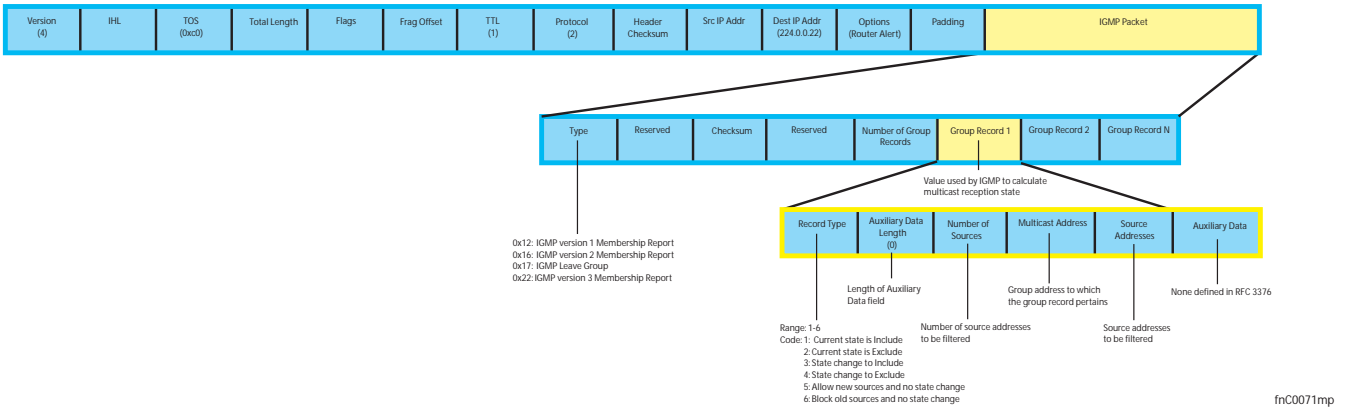 Version
(4)
IHL
TOS
(0xc0)
Total Length
Flags
Frag Offset
TTL
(1)
Protocol
(2)
Header
Checksum
Src IP Addr
Dest IP Addr
(224.0.0.22)
Options
(Router Alert)
Padding
IGMP Packet
Type
Reserved
Checksum
Reserved
Number of Group
Records
Group Record 1
Group Record 2
Group Record N
Value used by IGMP to calculate
multicast reception state
0x12: IGMP version 1 Membership Report
0x16: IGMP version 2 Membership Report
0x17: IGMP Leave Group
0x22: IGMP version 3 Membership Report
Record Type
Auxiliary Data
Length
(0)
Number of
Sources
Multicast Address
Source
Addresses
Auxiliary Data
Length of Auxiliary
Data field
Group address to which
the group record pertains
None defined in RFC 3376
Number of source addresses
to be filtered
Source addresses
to be filtered
Range: 1-6
Code: 1: Current state is Include
2: Current state is Exclude
3: State change to Include
4: State change to Exclude
5: Allow new sources and no state change
6: Block old sources and no state change
fnC0071mp